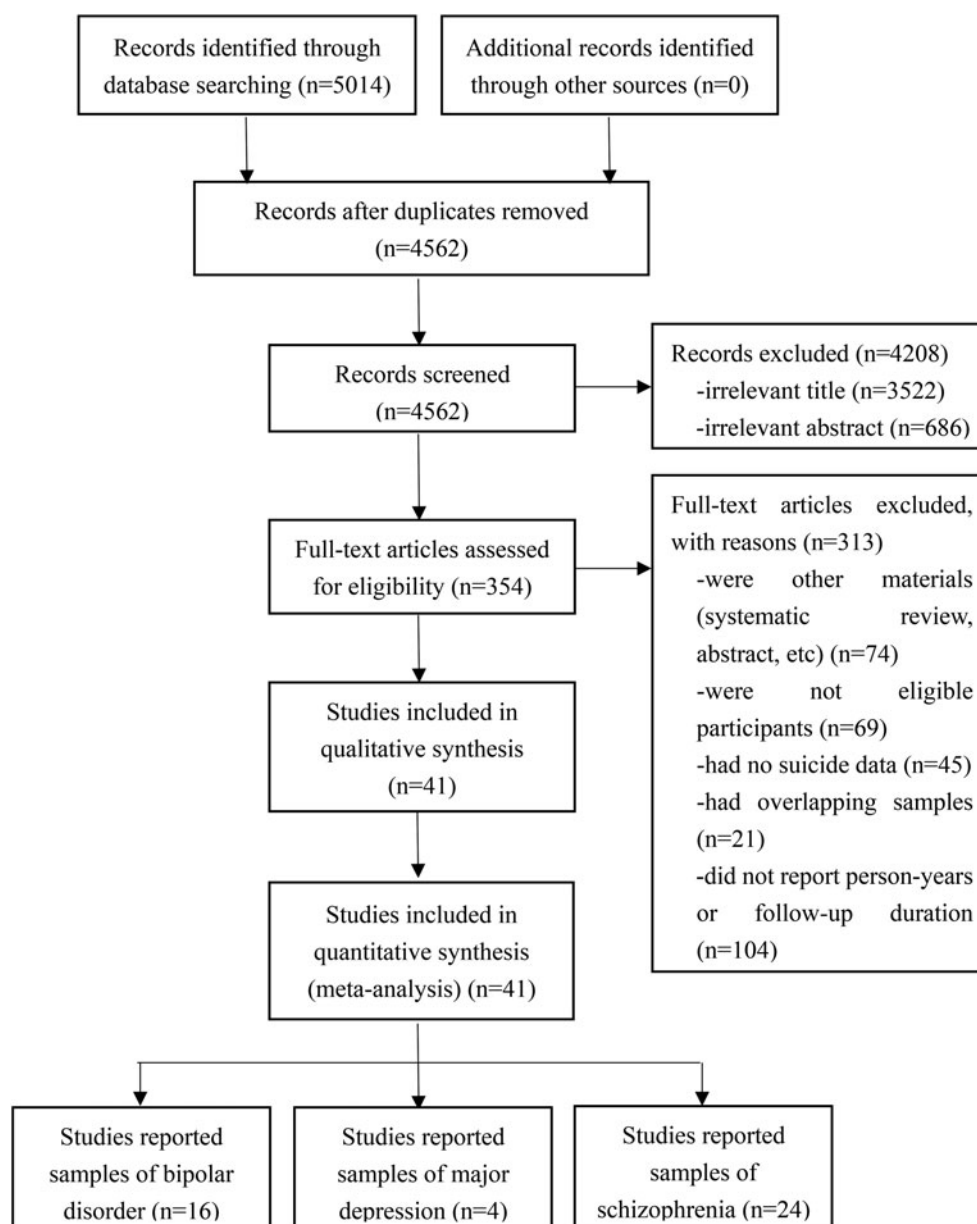 Records identified through
database searching (n=5014)
Additional records identified
through other sources (n=0)
Records after duplicates removed
(n=4562)
Records screened
(n=4562)
Records excluded (n=4208)
-irrelevant title (n=3522)
-irrelevant abstract (n=686)
Full-text articles assessed
for eligibility (n=354)
Full-text articles excluded,
with reasons (n=313)
-were other materials
(systematic review,
abstract, etc) (n=74)
-were not eligible
participants (n=69)
-had no suicide data (n=45)
-had overlapping samples
(n=21)
-did not report person-years
or follow-up duration
(n=104)
Studies included in
qualitative synthesis
(n=41)
Studies included in
quantitative synthesis
(meta-analysis) (n=41)
Studies reported
samples of bipolar
disorder (n=16)
Studies reported
samples of major
depression (n=4)
Studies reported
samples of
schizophrenia (n=24)